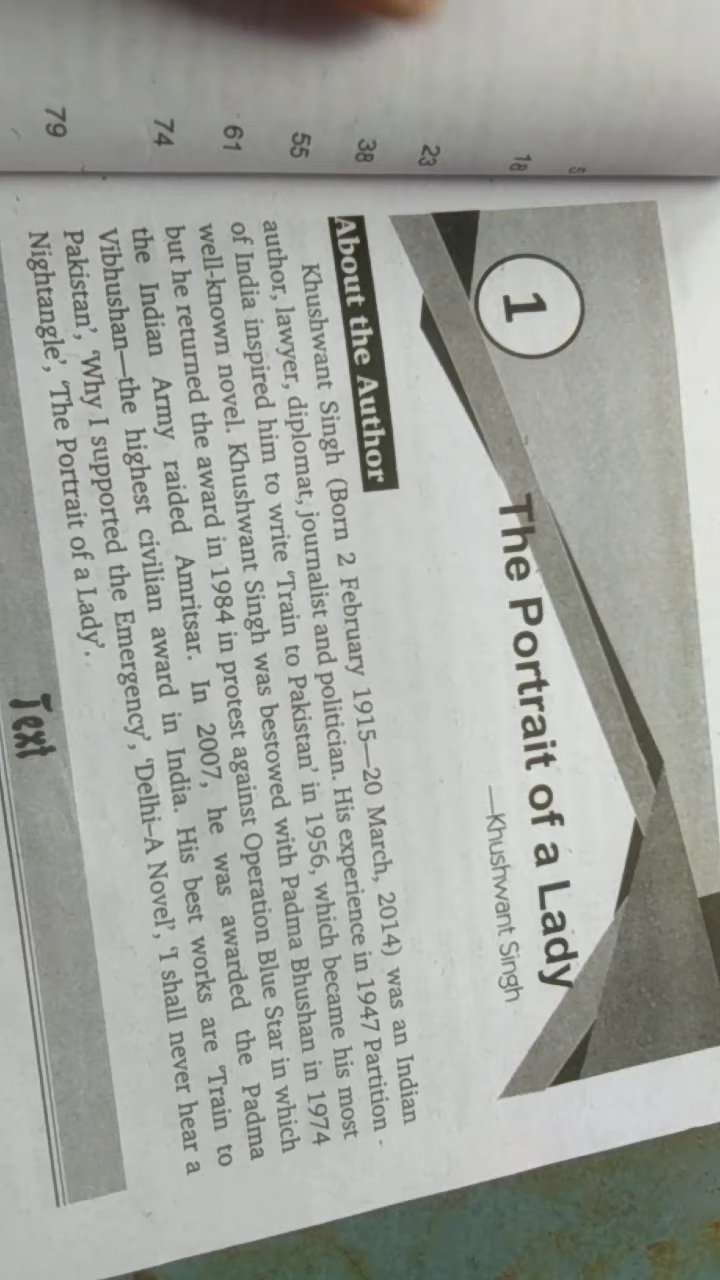 5
18
23
38
55
61
74
79
1
The Portrait of a Lady
—Khushwant Singh
About the Author
Khushwant Singh (Born 2 February 1915—20 March, 2014) was an Indian
author, lawyer, diplomat, journalist and politician. His experience in 1947 Partition -
of India inspired him to write 'Train to Pakistan' in 1956, which became his most
well-known novel. Khushwant Singh was bestowed with Padma Bhushan in 1974
but he returned the award in 1984 in protest against Operation Blue Star in which
the Indian Army raided Amritsar. In 2007, he was awarded the Padma
Vibhushan—the highest civilian award in India. His best works are 'Train to
Pakistan', 'Why I supported the Emergency', 'Delhi–A Novel', 'I shall never hear a
Nightangle', 'The Portrait of a Lady'.
Text